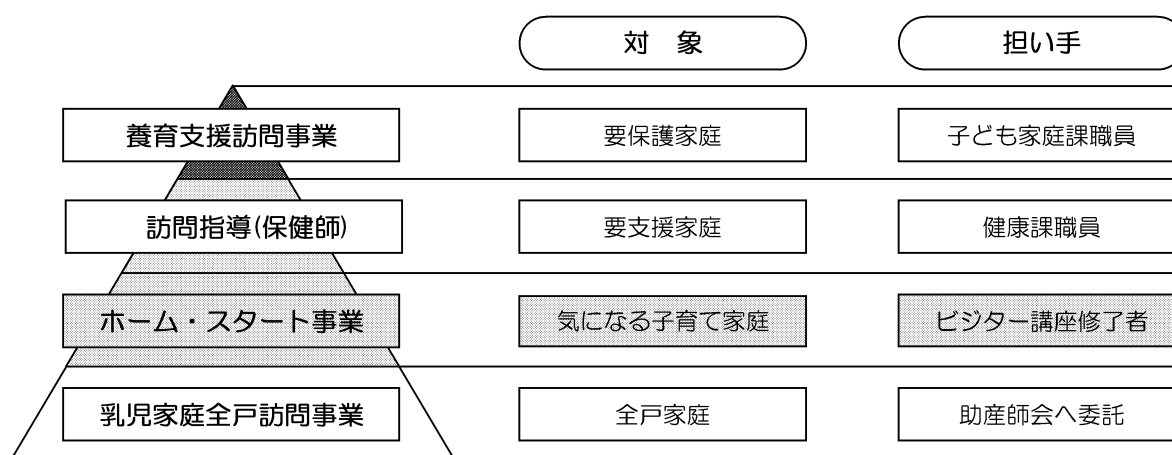 対　象
担い手
養育支援訪問事業
要保護家庭
子ども家庭課職員
訪問指導(保健師)
要支援家庭
健康課職員
ホーム・スタート事業
気になる子育て家庭
ビジター講座修了者
乳児家庭全戸訪問事業
全戸家庭
助産師会へ委託